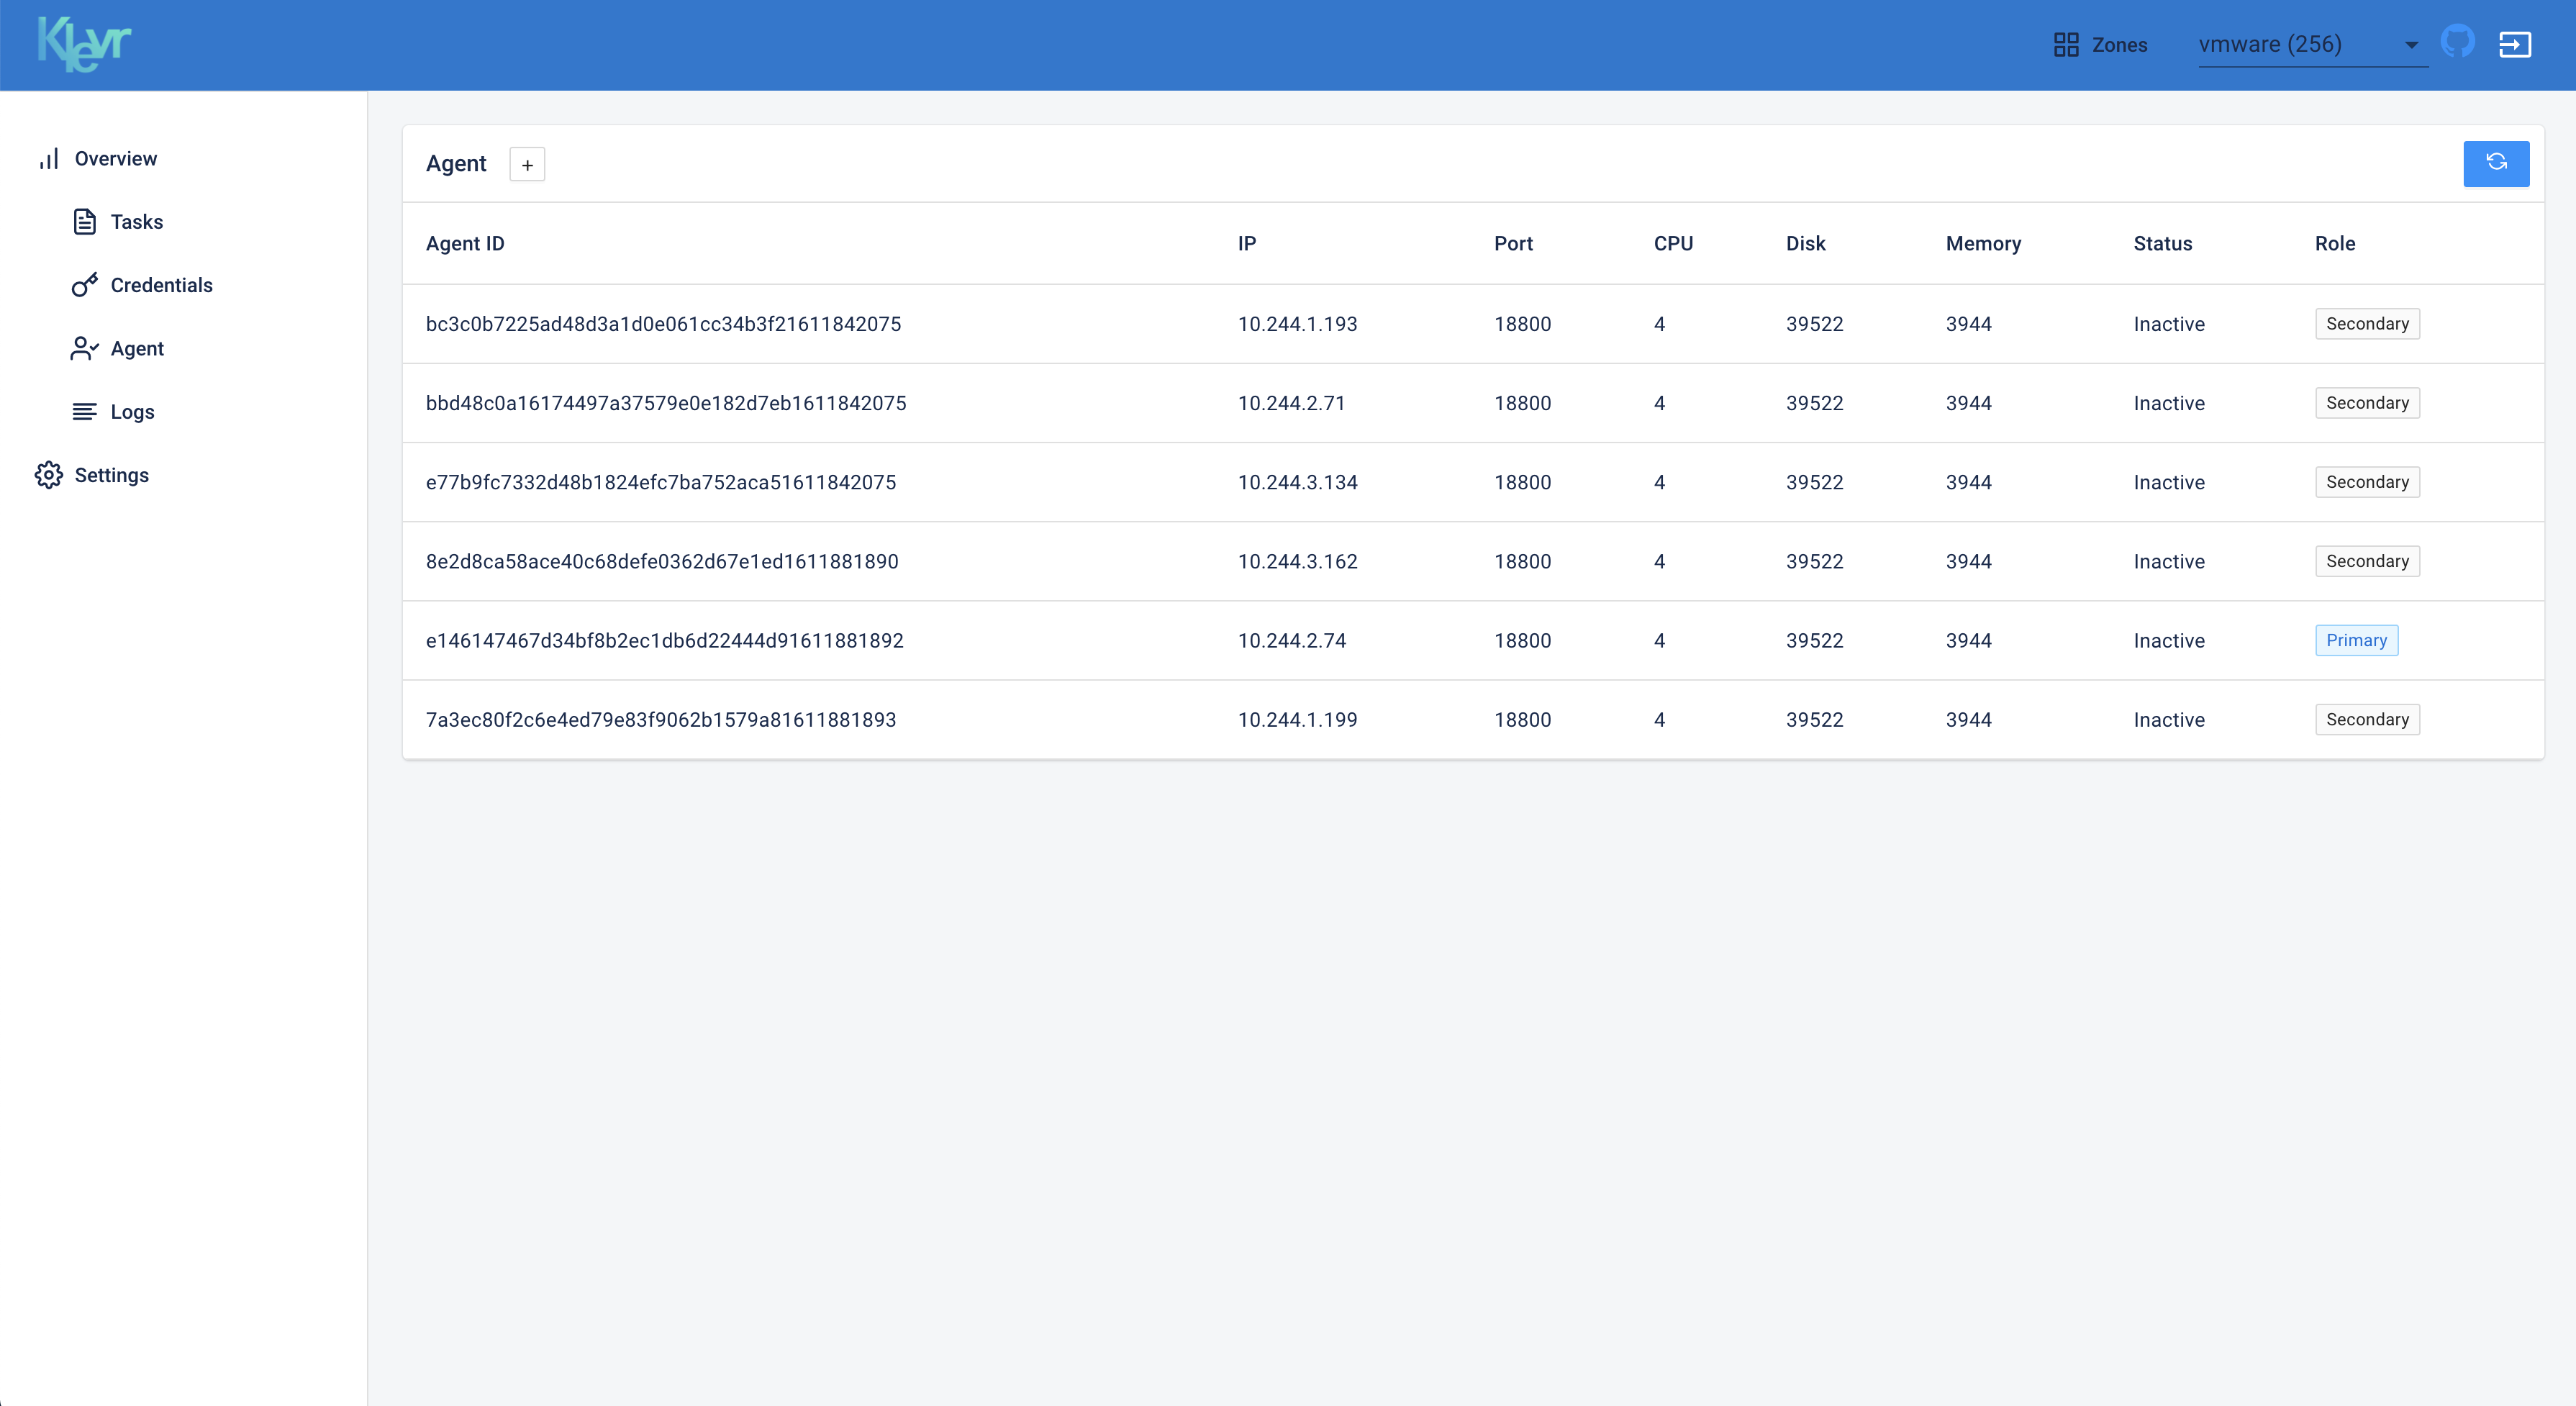 Klevr
Zones
vmware (256)
Overview
Tasks
Credentials
Agent
Logs
Settings
Agent +
Agent ID IP Port CPU Disk Memory Status Role
bc3c0b7225ad48d3a1d0e061cc34b3f21611842075 10.244.1.193 18800 4 39522 3944 Inactive Secondary
bbd48c0a16174497a37579e0e182d7eb1611842075 10.244.2.71 18800 4 39522 3944 Inactive Secondary
e77b9fc7332d48b1824efc7ba752aca51611842075 10.244.3.134 18800 4 39522 3944 Inactive Secondary
8e2d8ca58ace40c68defe0362d67e1ed1611881890 10.244.3.162 18800 4 39522 3944 Inactive Secondary
e146147467d34bf8b2ec1db6d22444d91611881892 10.244.2.74 18800 4 39522 3944 Inactive Primary
7a3ec80f2c6e4ed79e83f9062b1579a81611881893 10.244.1.199 18800 4 39522 3944 Inactive Secondary